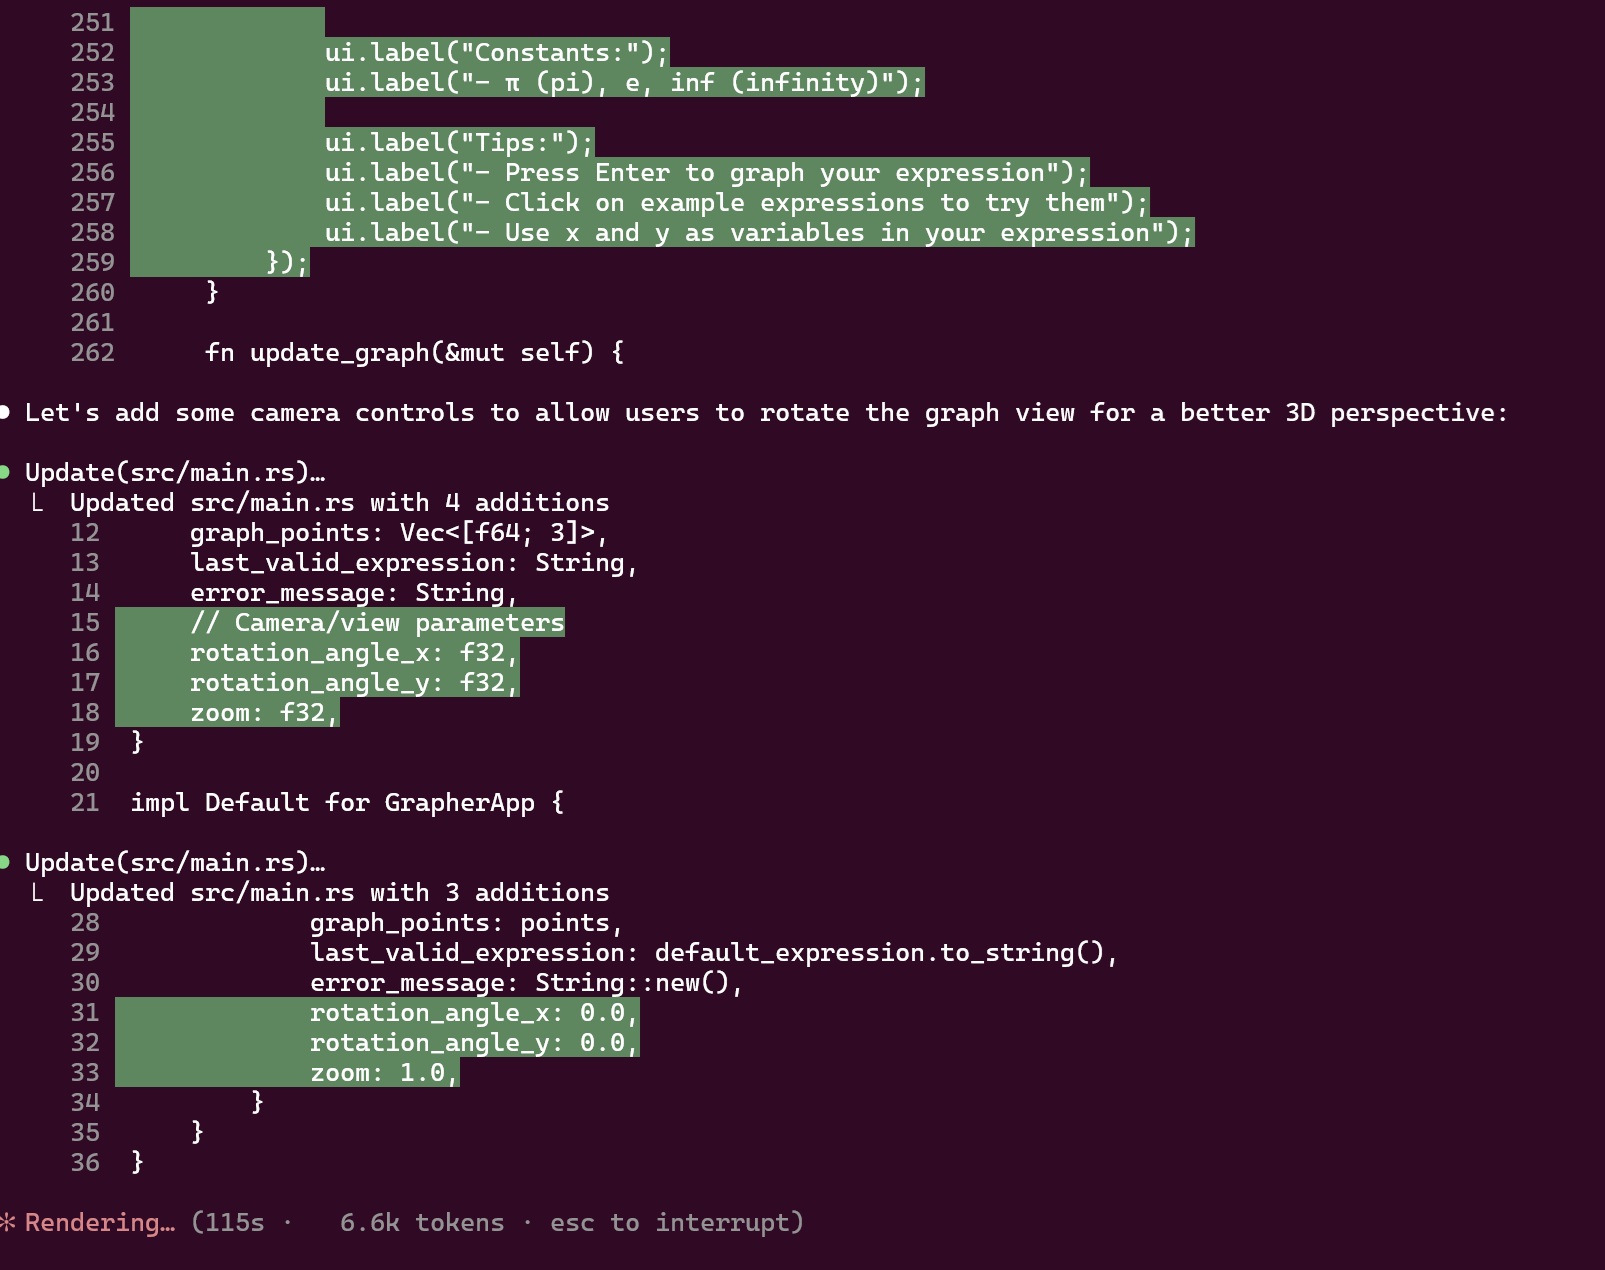 251
252 ui.label("Constants:");
253 ui.label("- π (pi), e, inf (infinity)");
254
255 ui.label("Tips:");
256 ui.label("- Press Enter to graph your expression");
257 ui.label("- Click on example expressions to try them");
258 ui.label("- Use x and y as variables in your expression");
259 });
260 }
261
262 fn update_graph(&mut self) {
● Let's add some camera controls to allow users to rotate the graph view for a better 3D perspective:
● Update(src/main.rs)…
└ Updated src/main.rs with 4 additions
12 graph_points: Vec<[f64; 3]>,
13 last_valid_expression: String,
14 error_message: String,
15 // Camera/view parameters
16 rotation_angle_x: f32,
17 rotation_angle_y: f32,
18 zoom: f32,
19 }
20
21 impl Default for GrapherApp {
● Update(src/main.rs)…
└ Updated src/main.rs with 3 additions
28 graph_points: points,
29 last_valid_expression: default_expression.to_string(),
30 error_message: String::new(),
31 rotation_angle_x: 0.0,
32 rotation_angle_y: 0.0,
33 zoom: 1.0,
34 }
35 }
36 }
✻ Rendering… (115s · 6.6k tokens · esc to interrupt)